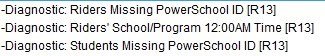 -Diagnostic: Riders Missing PowerSchool ID [R13]
-Diagnostic: Riders' School/Program 12:00AM Time [R13]
-Diagnostic: Students Missing PowerSchool ID [R13]